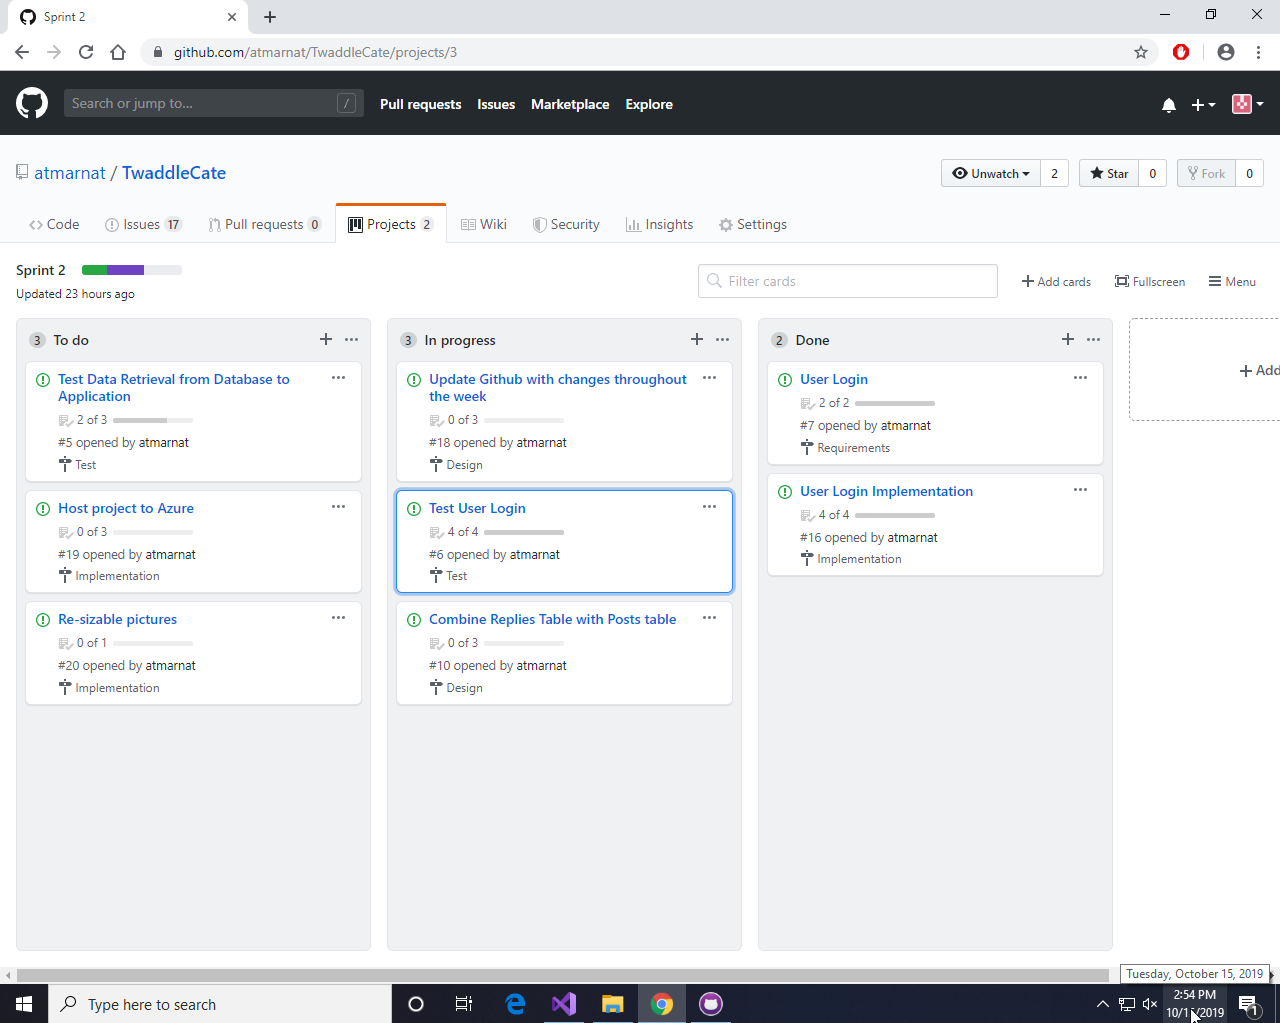 Sprint 2
github.com/atmarnat/TwaddleCate/projects/3
Search or jump to...
/
Pull requests
Issues
Marketplace
Explore
atmarnat / TwaddleCate
Unwatch
2
Star
0
Fork
0
Code
Issues 17
Pull requests 0
Projects 2
Wiki
Security
Insights
Settings
Sprint 2
Updated 23 hours ago
Filter cards
Add cards
Fullscreen
Menu
3 To do
Test Data Retrieval from Database to
Application
2 of 3
#5 opened by atmarnat
Test
Host project to Azure
0 of 3
#19 opened by atmarnat
Implementation
Re-sizable pictures
0 of 1
#20 opened by atmarnat
Implementation
3 In progress
Update Github with changes throughout
the week
0 of 3
#18 opened by atmarnat
Design
Test User Login
4 of 4
#6 opened by atmarnat
Test
Combine Replies Table with Posts table
0 of 3
#10 opened by atmarnat
Design
2 Done
User Login
2 of 2
#7 opened by atmarnat
Requirements
User Login Implementation
4 of 4
#16 opened by atmarnat
Implementation
Add
Tuesday, October 15, 2019
Type here to search
2:54 PM
10/15/2019
1